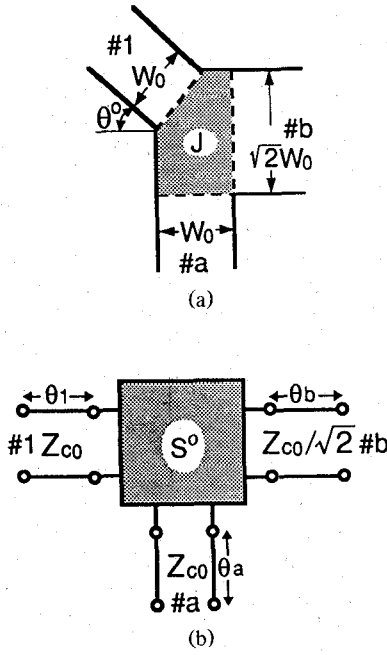 #1
W₀
θ°
J
#b
√2W₀
W₀
#a
(a)
θ₁
θb
S°
#1 Zc₀
Zc₀/√2 #b
Zc₀
θa
#a
(b)